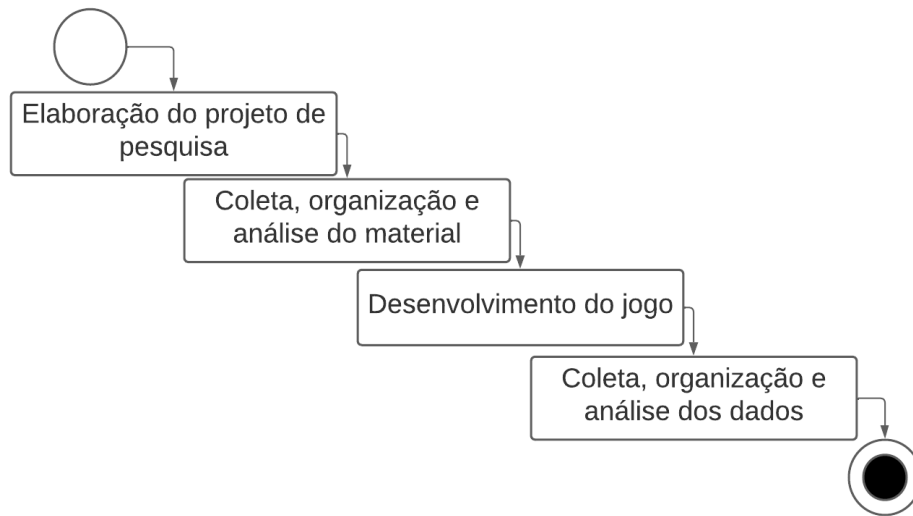 Elaboração do projeto de
pesquisa
Coleta, organização e
análise do material
Desenvolvimento do jogo
Coleta, organização e
análise dos dados